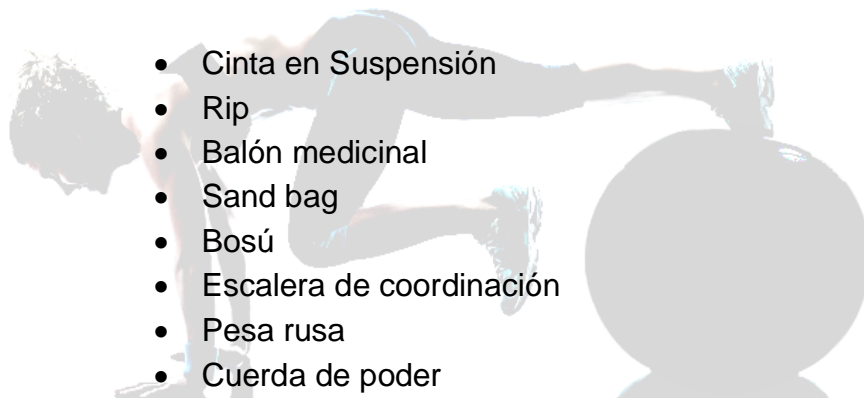 • Cinta en Suspensión
• Rip
• Balón medicinal
• Sand bag
• Bosú
• Escalera de coordinación
• Pesa rusa
• Cuerda de poder